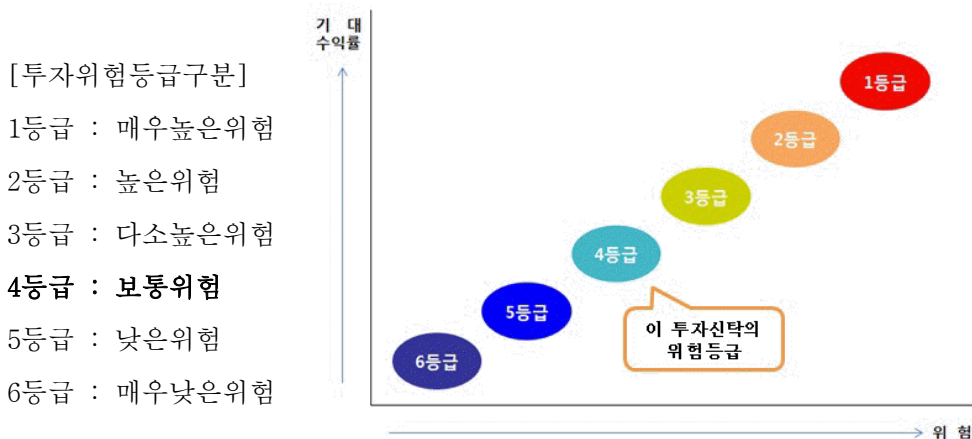 [투자위험등급구분]
1등급 : 매우높은위험
2등급 : 높은위험
3등급 : 다소높은위험
4등급 : 보통위험
5등급 : 낮은위험
6등급 : 매우낮은위험
기 대
수익률
1등급
2등급
3등급
4등급
5등급
6등급
이 투자신탁의
위험등급
위 험